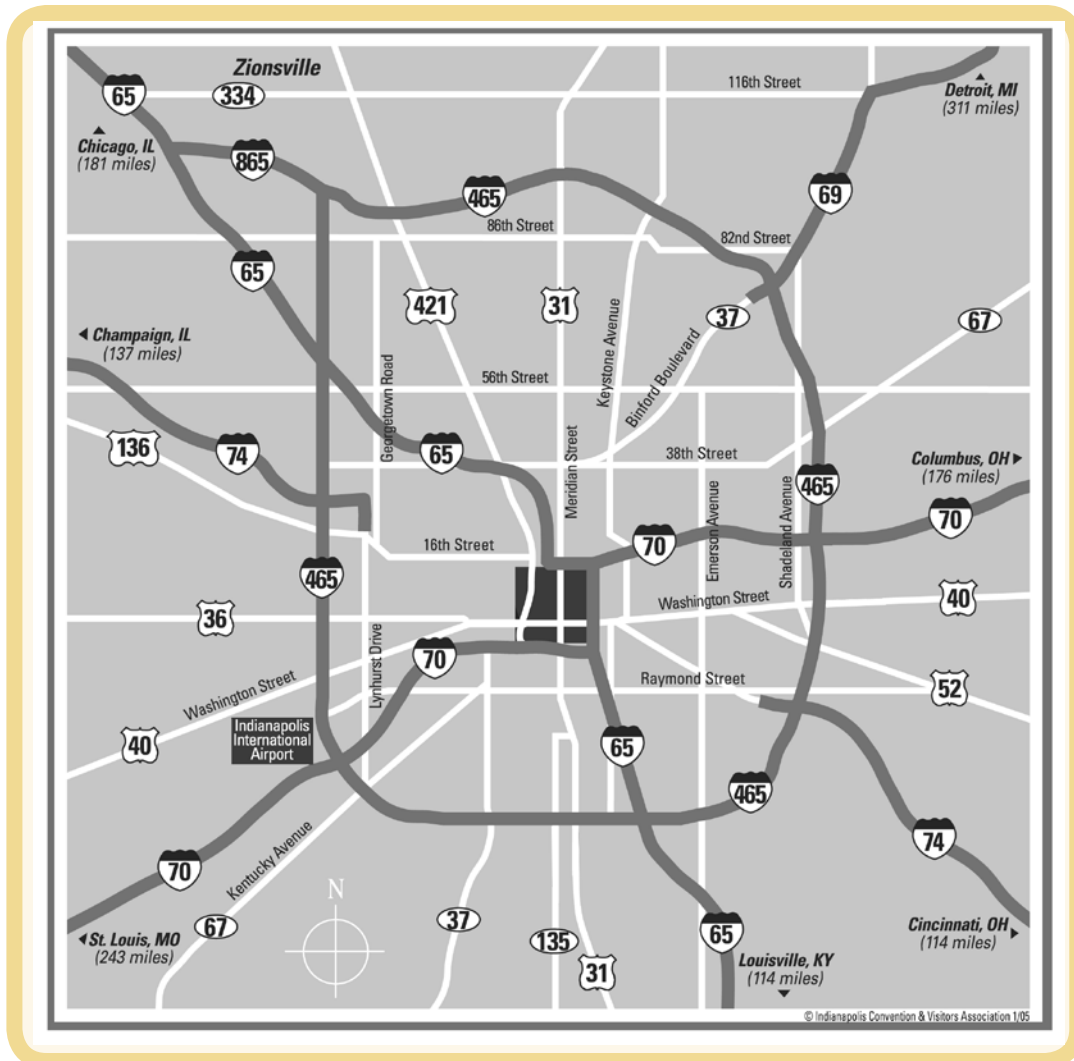 Zionsville
116th Street
65
334
Detroit, MI
(311 miles)
Chicago, IL
(181 miles)
865
465
69
86th Street
82nd Street
65
421
31
37
67
Champaign, IL
(137 miles)
Keystone Avenue
Binford Boulevard
Georgetown Road
56th Street
136
74
65
38th Street
Meridian Street
Columbus, OH
(176 miles)
465
70
Emerson Avenue
Shadeland Avenue
16th Street
70
465
36
Washington Street
40
Lynhurst Drive
70
Raymond Street
52
Washington Street
Indianapolis
International
Airport
40
65
465
74
70
Kentucky Avenue
N
67
37
135
31
65
St. Louis, MO
(243 miles)
Cincinnati, OH
(114 miles)
Louisville, KY
(114 miles)
© Indianapolis Convention & Visitors Association 1/05